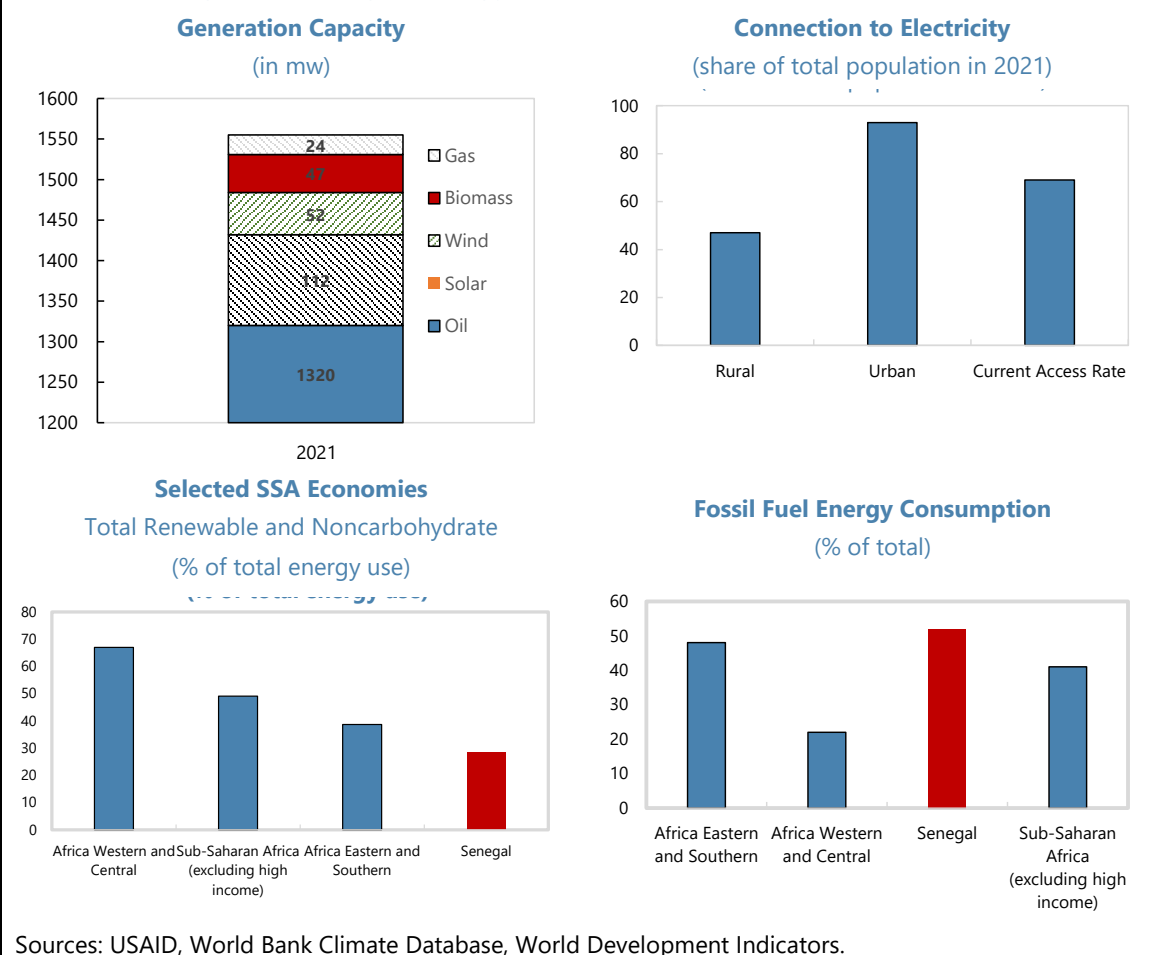 Generation Capacity
(in mw)
1600
1550
1500
1450
1400
1350
1300
1250
1200
24
47
52
112
1320
Gas
Biomass
Wind
Solar
Oil
2021
Connection to Electricity
(share of total population in 2021)
100
80
60
40
20
0
Rural
Urban
Current Access Rate
Selected SSA Economies
Total Renewable and Noncarbohydrate
(% of total energy use)
(% of total energy use)
80
70
60
50
40
30
20
10
0
Africa Western and Central
Sub-Saharan Africa (excluding high income)
Africa Eastern and Southern
Senegal
Fossil Fuel Energy Consumption
(% of total)
60
50
40
30
20
10
0
Africa Eastern and Southern
Africa Western and Central
Senegal
Sub-Saharan Africa (excluding high income)
Sources: USAID, World Bank Climate Database, World Development Indicators.